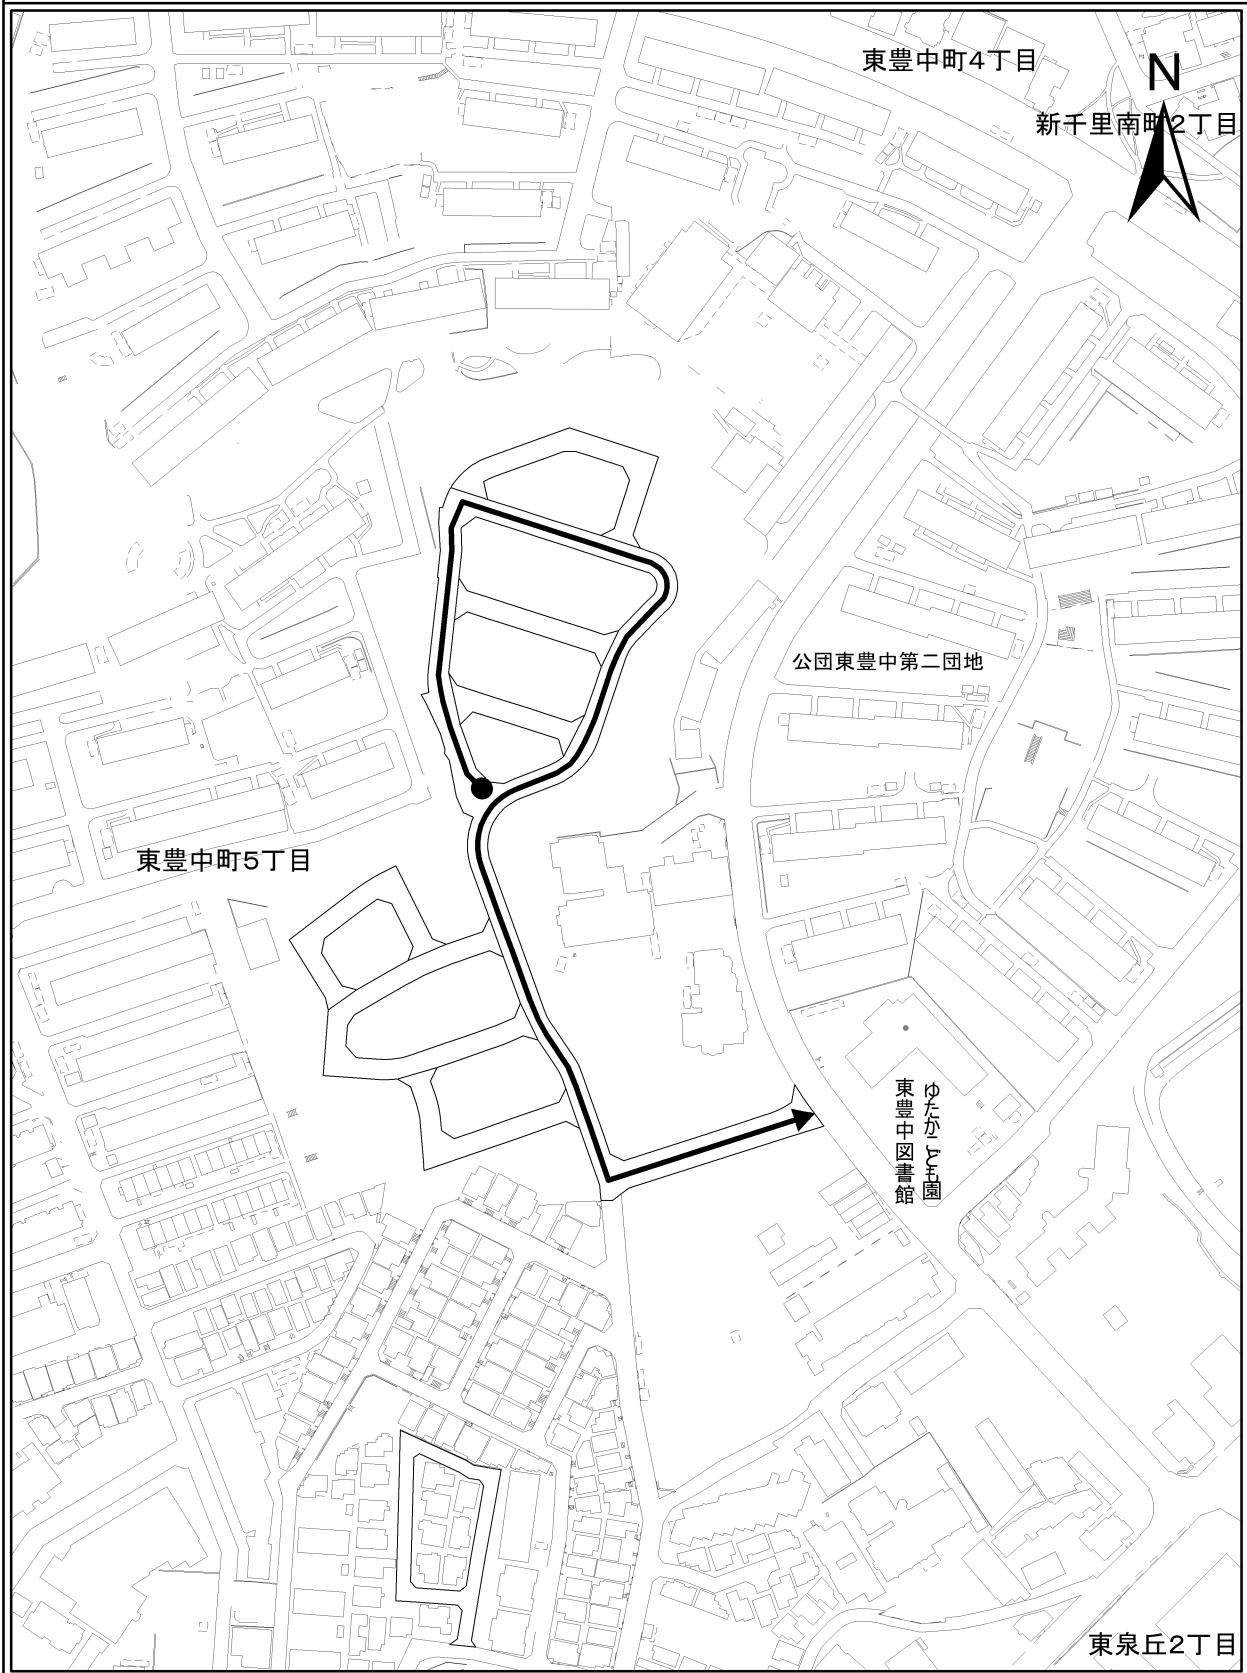 東豊中町4丁目
N
新千里南町2丁目
公団東豊中第二団地
東豊中町5丁目
ゆたかこども園
東豊中図書館
東泉丘2丁目